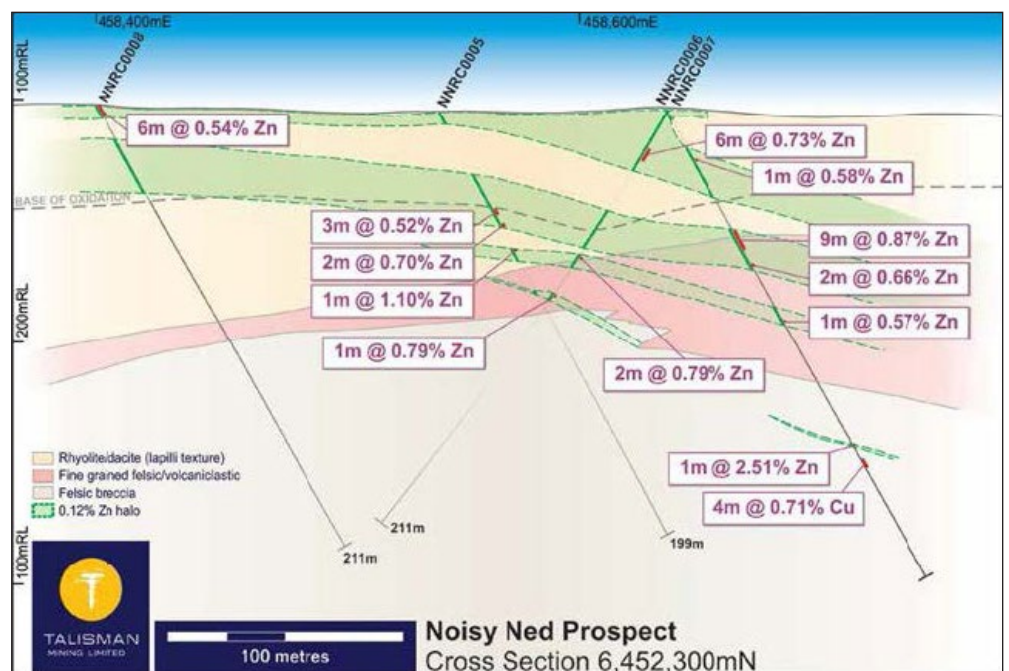 458,400mE
458,600mE
100mRL
NNRC0008
NNRC0005
NNRC0006
NNRC0007
6m @ 0.54% Zn
6m @ 0.73% Zn
1m @ 0.58% Zn
BASE OF OXIDATION
3m @ 0.52% Zn
9m @ 0.87% Zn
2m @ 0.70% Zn
2m @ 0.66% Zn
1m @ 1.10% Zn
1m @ 0.57% Zn
200mRL
1m @ 0.79% Zn
2m @ 0.79% Zn
Rhyolite/dacite (lapilli texture)
Fine grained felsic/volcaniclastic
Felsic breccia
0.12% Zn halo
1m @ 2.51% Zn
4m @ 0.71% Cu
211m
211m
199m
100mRL
TALISMAN
MINING LIMITED
100 metres
Noisy Ned Prospect
Cross Section 6,452,300mN